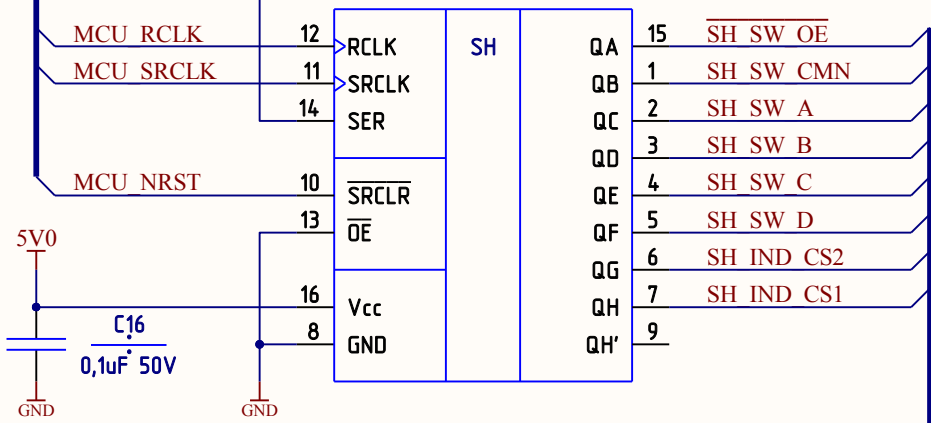 MCU_RCLK 12 RCLK SH QA 15 SH_SW_OE
MCU_SRCLK 11 SRCLK QB 1 SH_SW_CMN
14 SER QC 2 SH_SW_A
QD 3 SH_SW_B
MCU_NRST 10 SRCLR QE 4 SH_SW_C
13 OE QF 5 SH_SW_D
5V0
QG 6 SH_IND_CS2
16 Vcc QH 7 SH_IND_CS1
C16
8 GND QH' 9
0,1uF 50V
GND GND